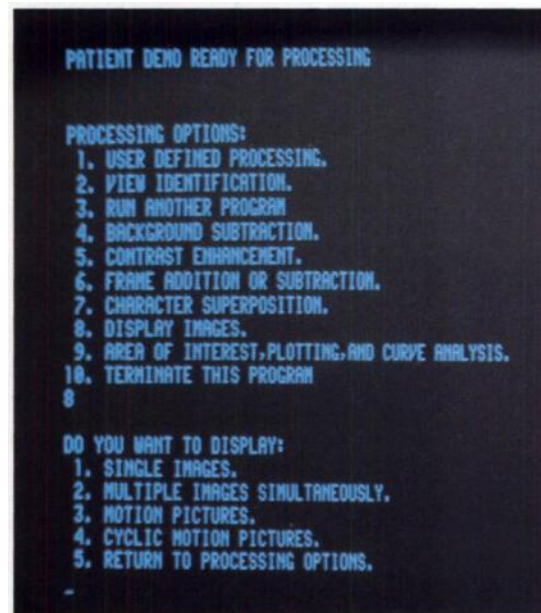 PATIENT DEMO READY FOR PROCESSING
PROCESSING OPTIONS:
1. USER DEFINED PROCESSING.
2. VIEW IDENTIFICATION.
3. RUN ANOTHER PROGRAM
4. BACKGROUND SUBTRACTION.
5. CONTRAST ENHANCEMENT.
6. FRAME ADDITION OR SUBTRACTION.
7. CHARACTER SUPERPOSITION.
8. DISPLAY IMAGES.
9. AREA OF INTEREST,PLOTTING,AND CURVE ANALYSIS.
10. TERMINATE THIS PROGRAM
8
DO YOU WANT TO DISPLAY:
1. SINGLE IMAGES.
2. MULTIPLE IMAGES SIMULTANEOUSLY.
3. MOTION PICTURES.
4. CYCLIC MOTION PICTURES.
5. RETURN TO PROCESSING OPTIONS.
-